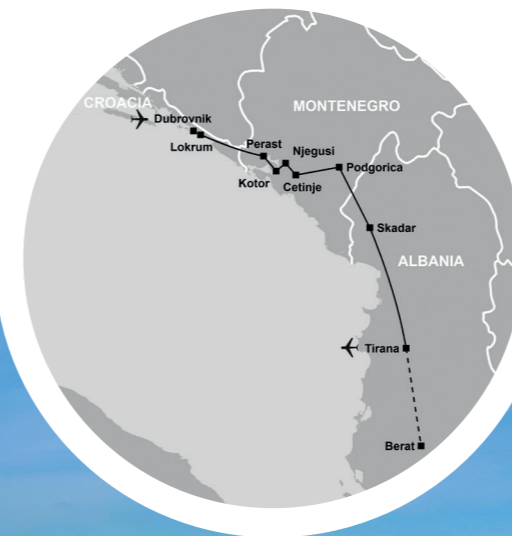 CROACIA
MONTENEGRO
Dubrovnik
Lokrum
Perast
Njegusi
Kotor
Cetinje
Podgorica
Skadar
ALBANIA
Tirana
Berat